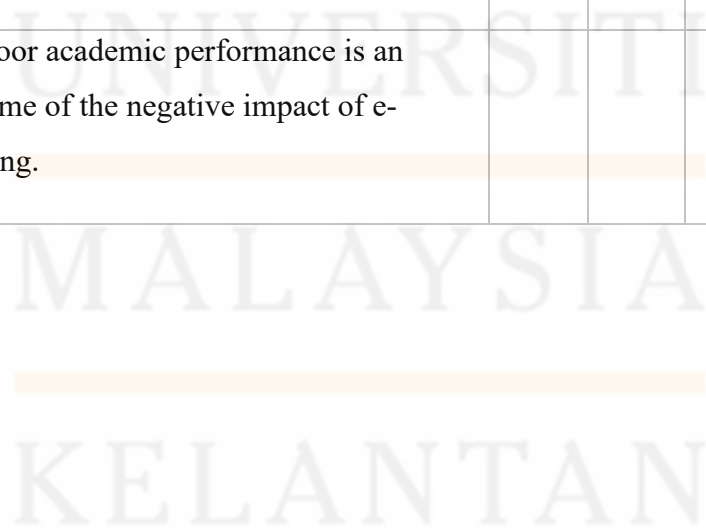 UNIVERSITI
oor academic performance is an
me of the negative impact of e-
ng.
MALAYSIA
KELANTAN